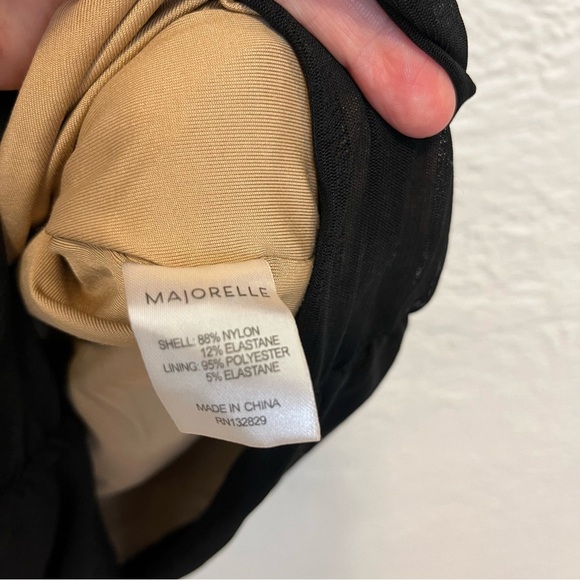 MAJORELLE
SHELL: 88% NYLON
12% ELASTANE
LINING: 95% POLYESTER
5% ELASTANE
MADE IN CHINA
RN132829